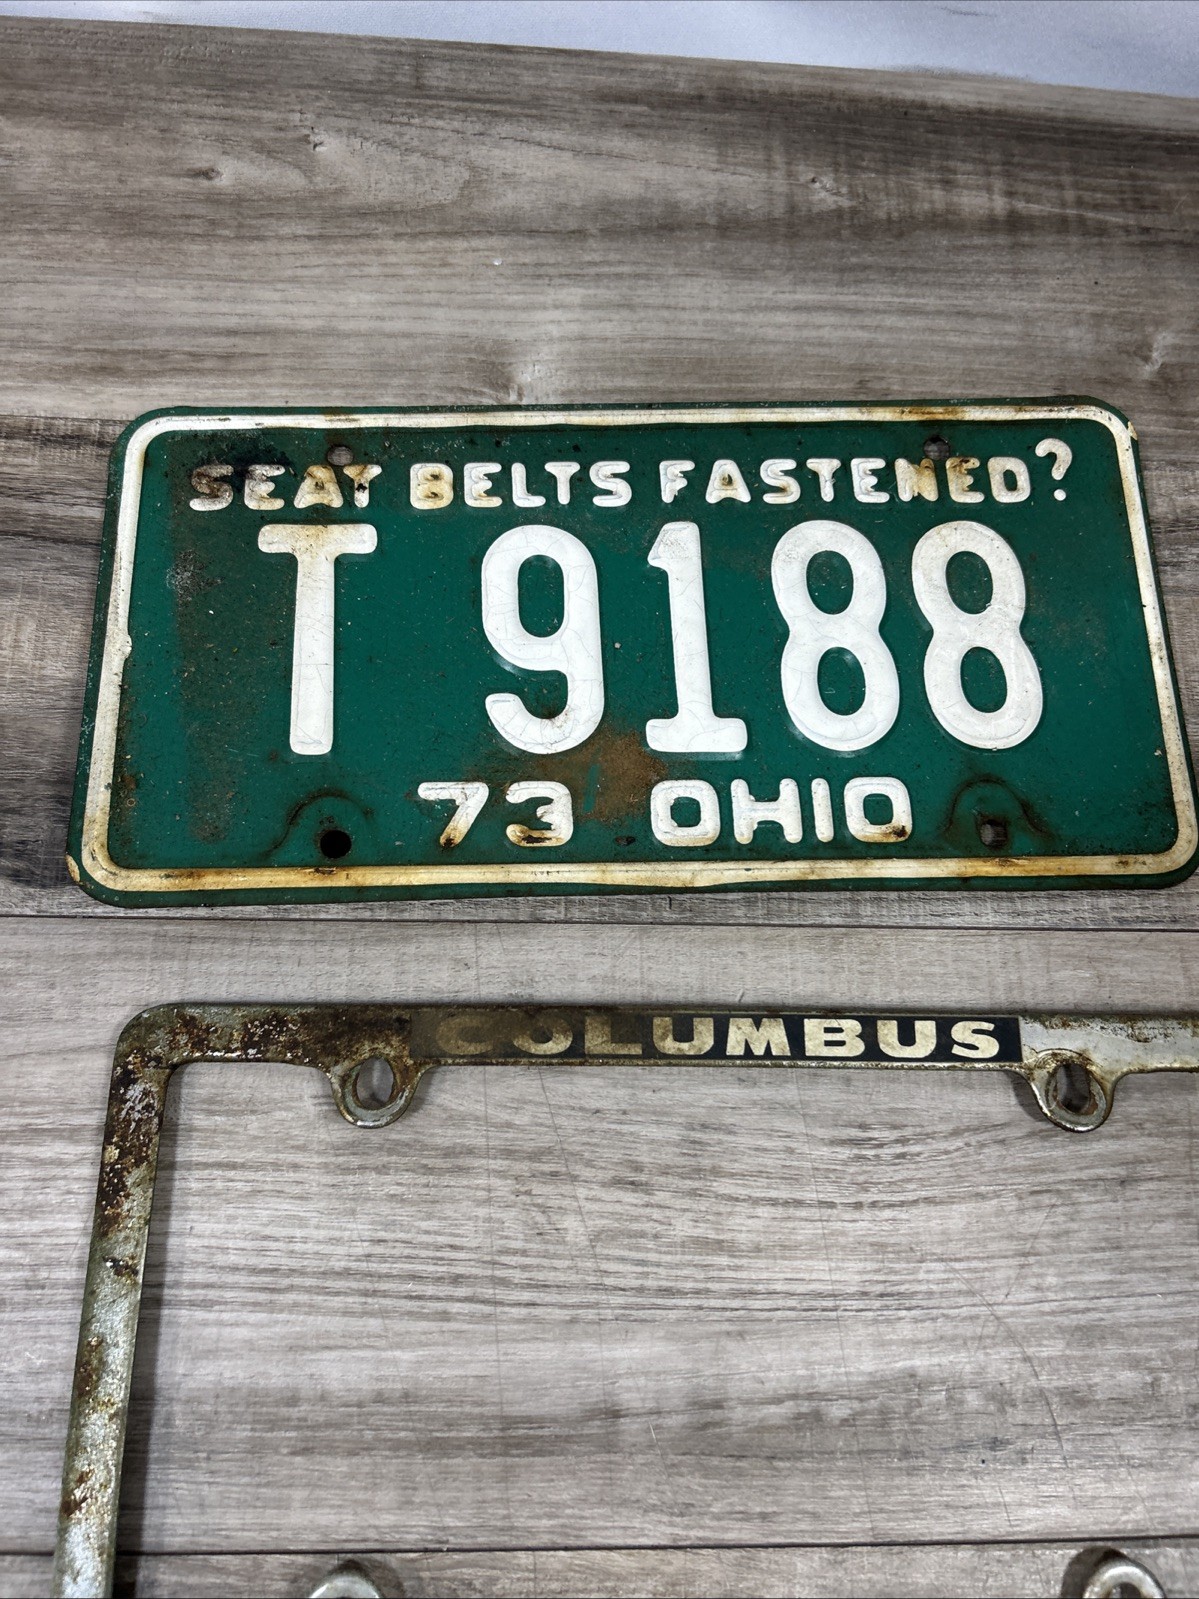 SEAT BELTS FASTENED?
T 9188
73 OHIO
COLUMBUS